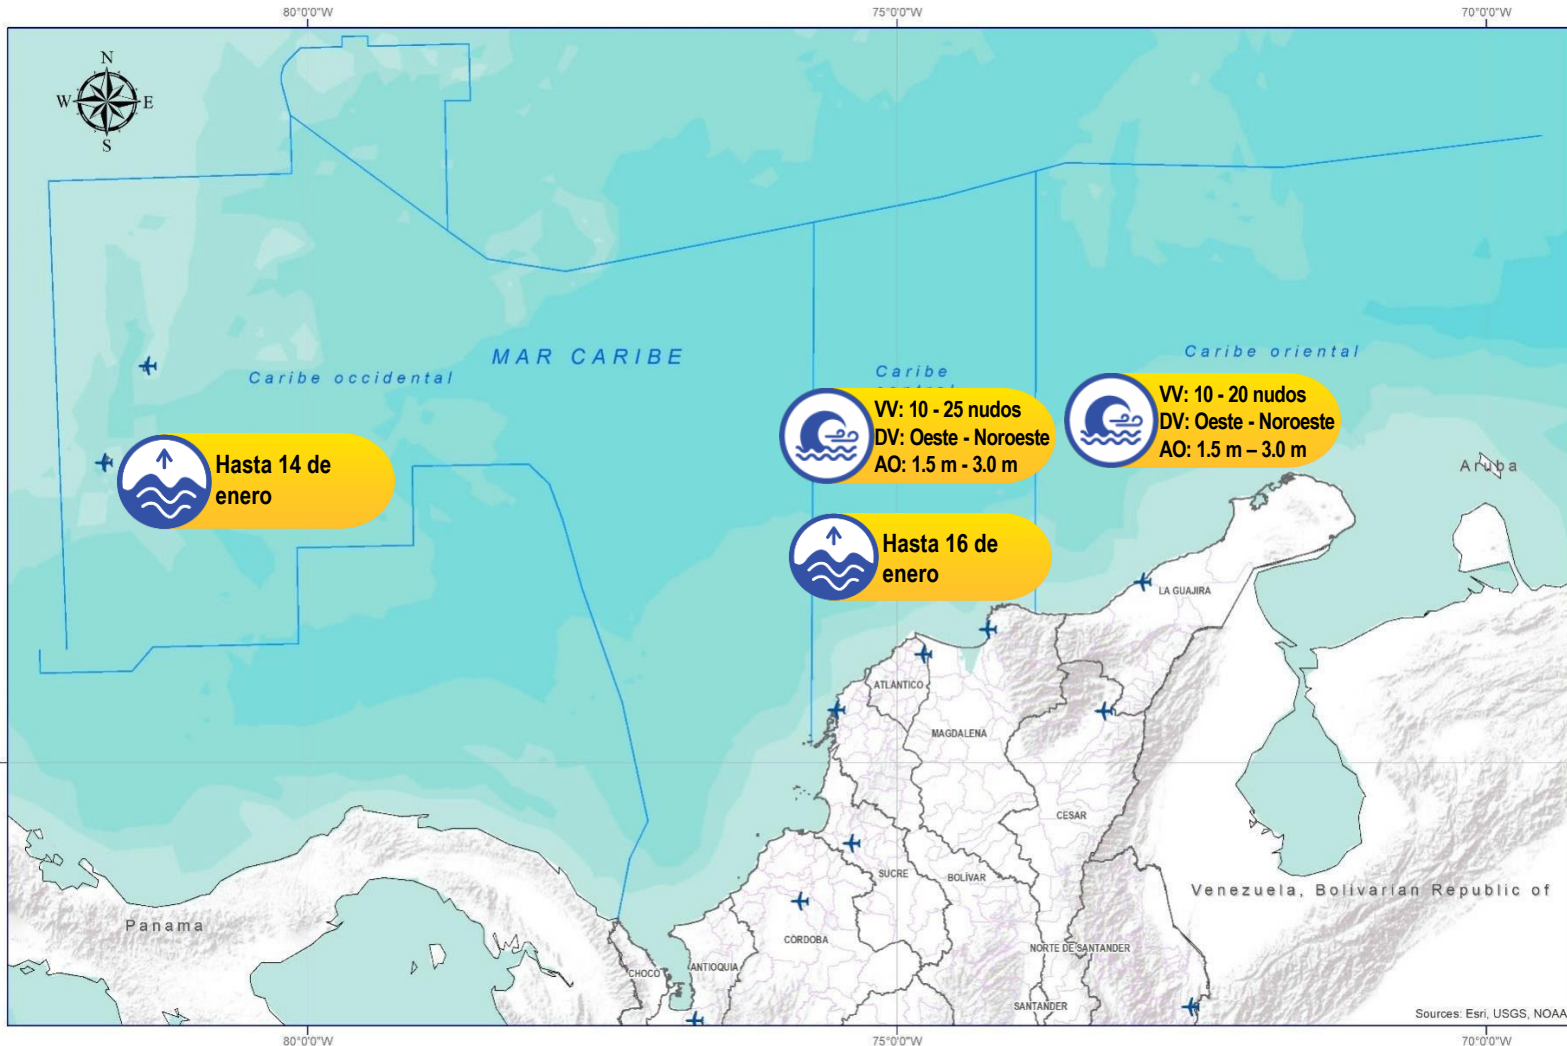 80°0'0"W
75°0'0"W
70°0'0"W
N
W
E
S
MAR CARIBE
Caribe occidental
Caribe
Caribe oriental
VV: 10 - 25 nudos
DV: Oeste - Noroeste
AO: 1.5 m - 3.0 m
VV: 10 - 20 nudos
DV: Oeste - Noroeste
AO: 1.5 m – 3.0 m
Hasta 14 de
enero
Hasta 16 de
enero
Aruba
LA GUAJIRA
ATLANTICO
MAGDALENA
CESAR
SUCRE
BOLÍVAR
Venezuela, Bolivarian Republic of
Panama
CÓRDOBA
NORTE DE SANTANDER
CHOCO
ANTIOQUIA
SANTANDER
Sources: Esri, USGS, NOAA
80°0'0"W
75°0'0"W
70°0'0"W